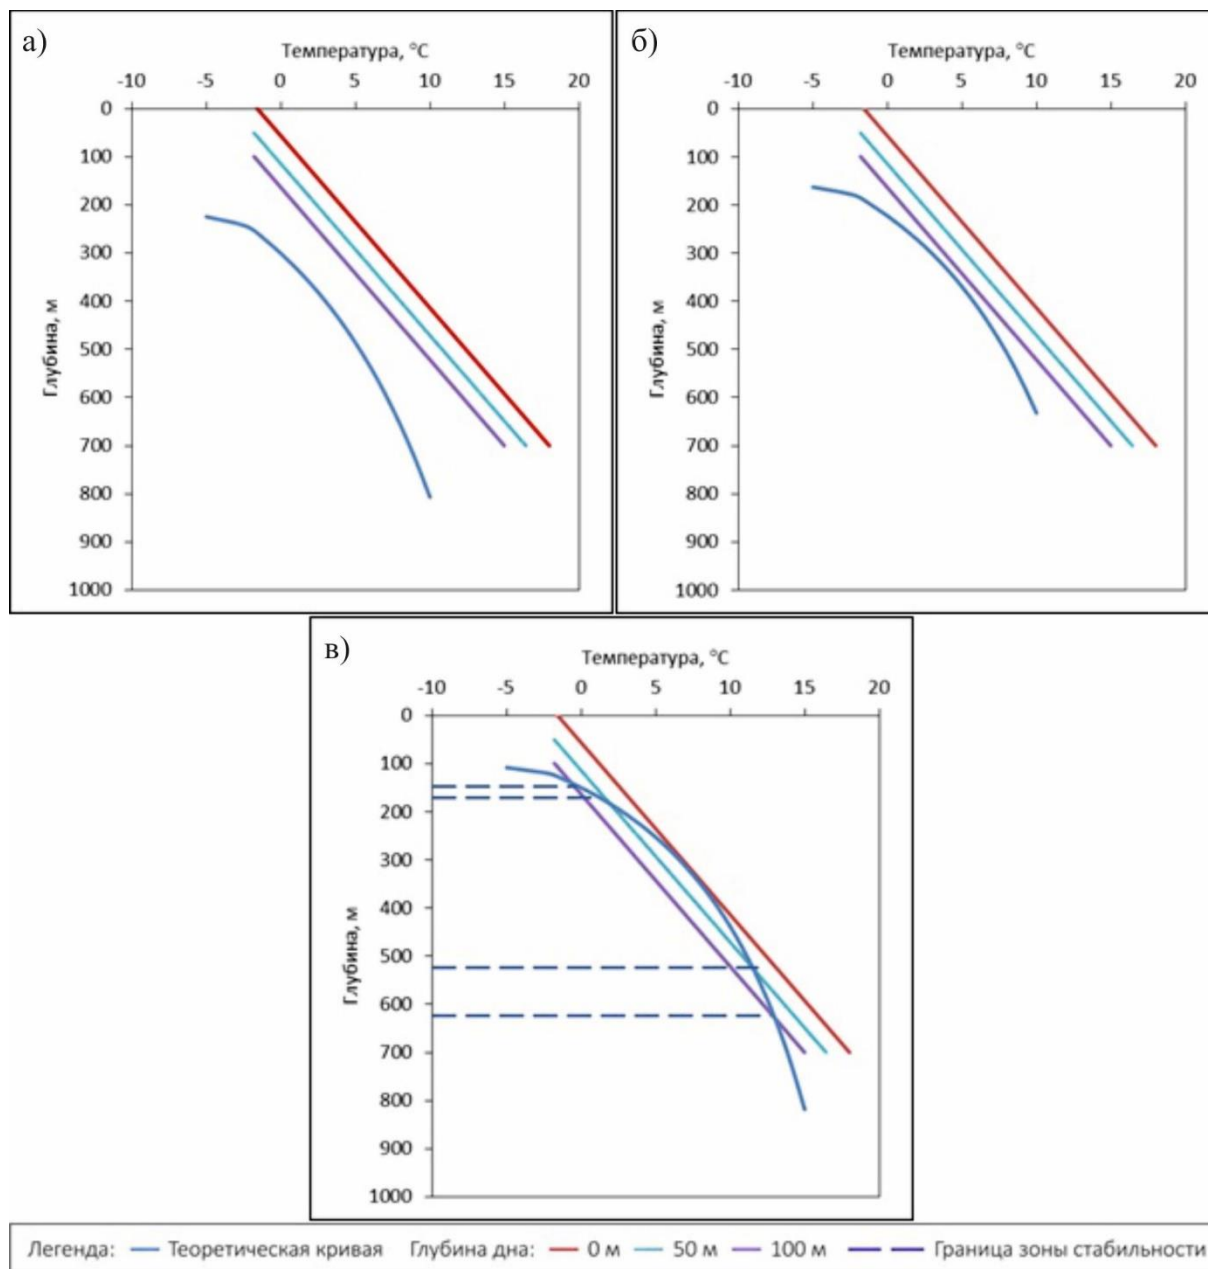 а)
Температура, °С
-10 -5 0 5 10 15 20
0
100
200
300
400
500
600
700
800
900
1000
Глубина, м
б)
Температура, °С
-10 -5 0 5 10 15 20
0
100
200
300
400
500
600
700
800
900
1000
Глубина, м
в)
Температура, °С
-10 -5 0 5 10 15 20
0
100
200
300
400
500
600
700
800
900
1000
Глубина, м
Легенда: Теоретическая кривая Глубина дна: 0 м 50 м 100 м Граница зоны стабильности